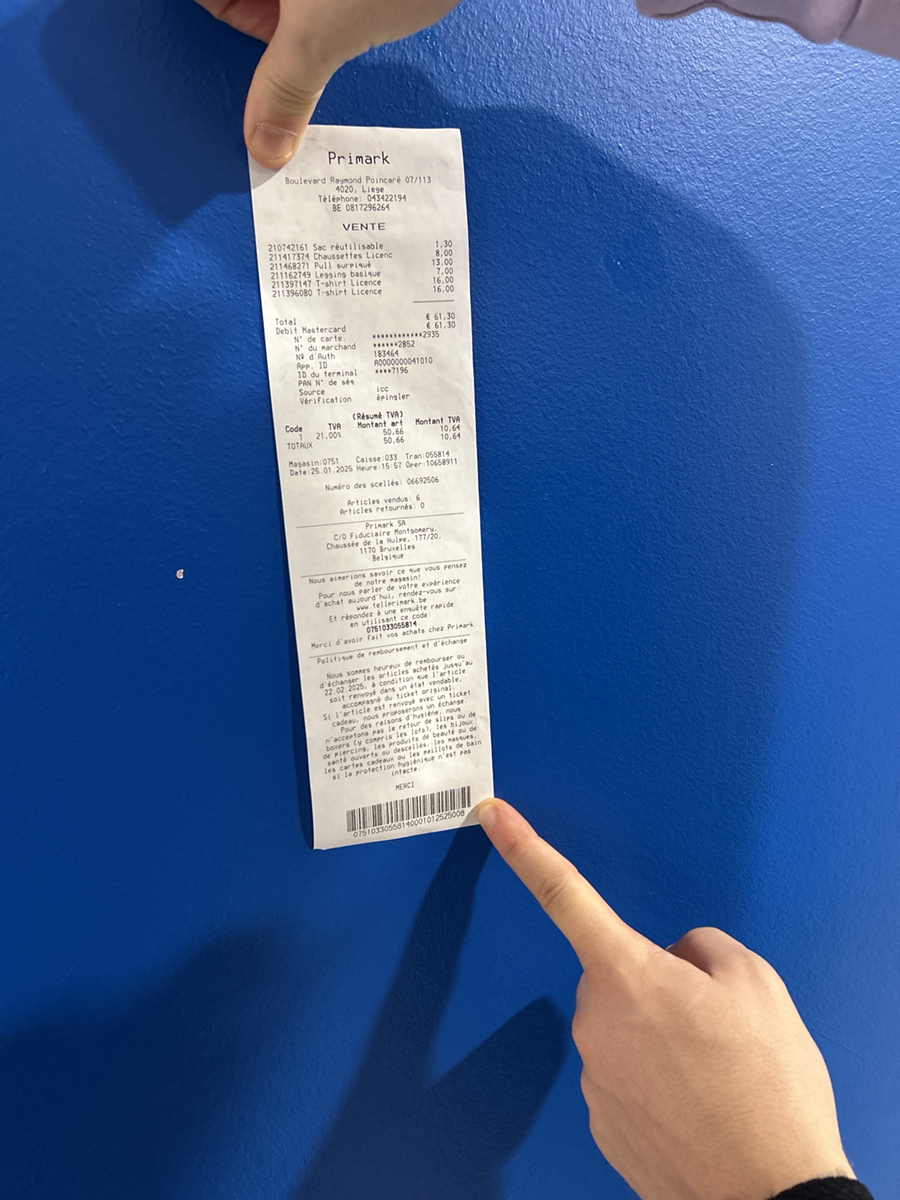 Primark
Boulevard Raymond Poincaré 07/113
4020, Liege
Téléphone: 043422194
BE 0817296264
VENTE
210742161 Sac réutilisable 1,30
211417374 Chaussettes Licenc 8,00
211468271 Pull surpiqué 13,00
211162749 Legging basique 7,00
211397147 T-shirt Licence 16,00
211396080 T-shirt Licence 16,00
Total € 61,30
Debit Mastercard € 61,30
N° de carte. ************2935
N° du marchand ******2852
Nº d'Auth 183464
App. ID A0000000041010
ID du terminal ****7196
PAN N° de séq
Source icc
Vérification épingler
(Résumé TVA)
Code TVA Montant art Montant TVA
1 21,00% 50,66 10,64
TOTAUX 50,66 10,64
Magasin:0751 Caisse:033 Tran:055814
Date:25.01.2025 Heure:15:57 Oper:10658911
Numéro des scellés: 06692506
Articles vendus: 6
Articles retournés: 0
Primark SA
C/O Fiduciaire Montgomery,
Chaussée de la Hulpe, 177/20,
1170 Bruxelles
Belgique
Nous aimerions savoir ce que vous pensez
de notre magasin!
Pour nous parler de votre expérience
d'achat aujourd'hui, rendez-vous sur:
www.tellprimark.be
Et répondez à une enquête rapide
en utilisant ce code:
0751033055814
Merci d'avoir fait vos achats chez Primark
Politique de remboursement et d'échange
Nous sommes heureux de rembourser ou
d'échanger les articles achetés jusqu'au
22.02.2025, à condition que l'article
soit renvoyé dans un état vendable,
accompagné du ticket original.
Si l'article est renvoyé avec un ticket
cadeau, nous proposerons un échange.
Pour des raisons d'hygiène, nous
n'acceptons pas le retour de slips ou de
boxers (y compris les lots), les bijoux
de piercing, les produits de beauté ou de
santé ouverts ou descellés, les masques,
les cartes cadeaux ou les maillots de bain
si la protection hygiénique n'est pas
intacte.
MERCI
07510330558140001012525008